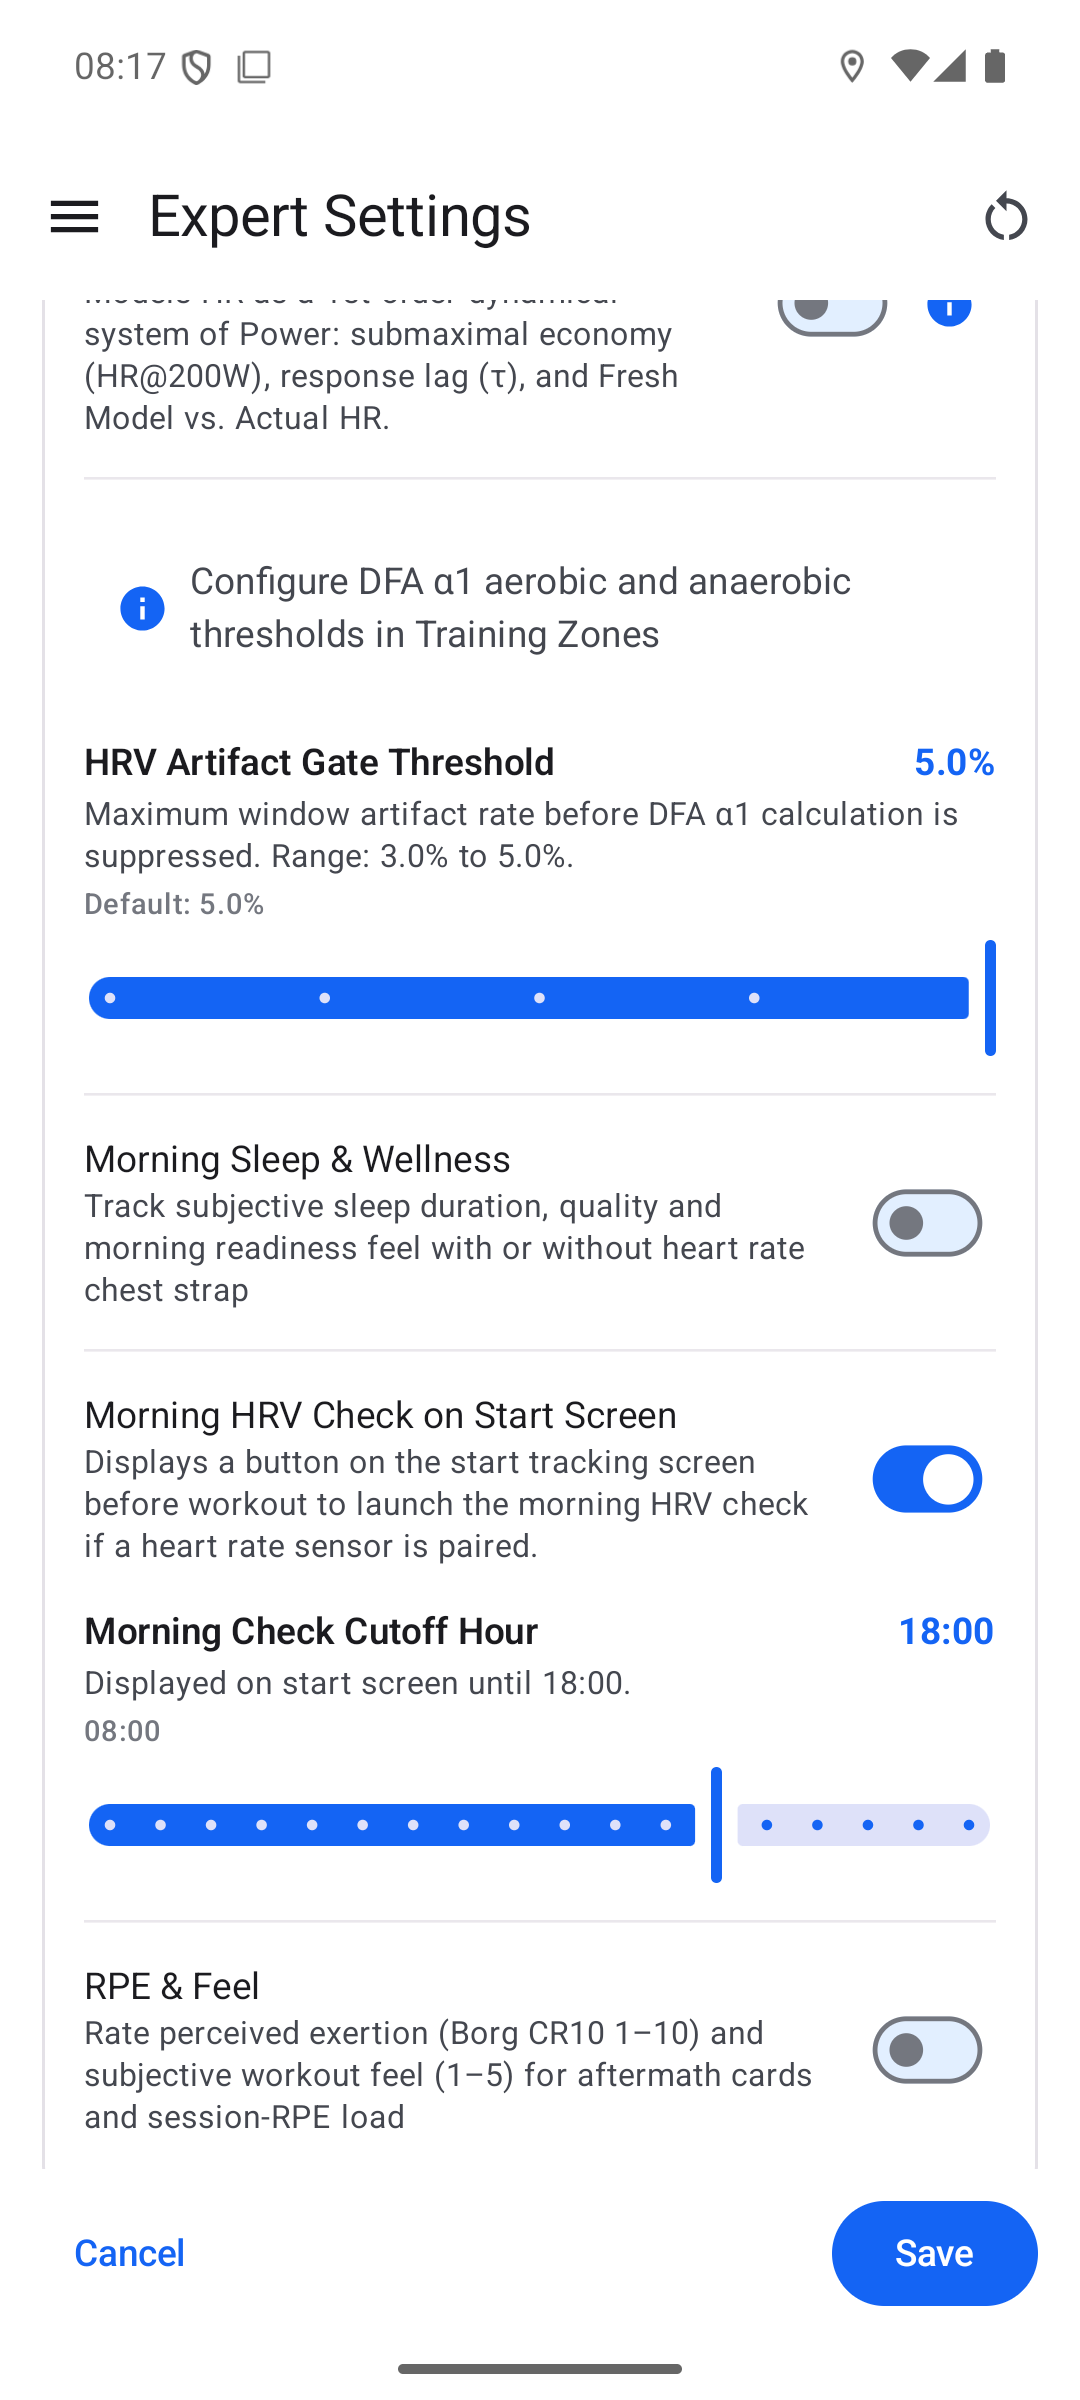 08:17
Expert Settings
Models HR as a 1st-order dynamical
system of Power: submaximal economy
(HR@200W), response lag (τ), and Fresh
Model vs. Actual HR.
Configure DFA α1 aerobic and anaerobic
thresholds in Training Zones
HRV Artifact Gate Threshold
5.0%
Maximum window artifact rate before DFA α1 calculation is
suppressed. Range: 3.0% to 5.0%.
Default: 5.0%
Morning Sleep & Wellness
Track subjective sleep duration, quality and
morning readiness feel with or without heart rate
chest strap
Morning HRV Check on Start Screen
Displays a button on the start tracking screen
before workout to launch the morning HRV check
if a heart rate sensor is paired.
Morning Check Cutoff Hour
18:00
Displayed on start screen until 18:00.
08:00
RPE & Feel
Rate perceived exertion (Borg CR10 1–10) and
subjective workout feel (1–5) for aftermath cards
and session-RPE load
Cancel
Save